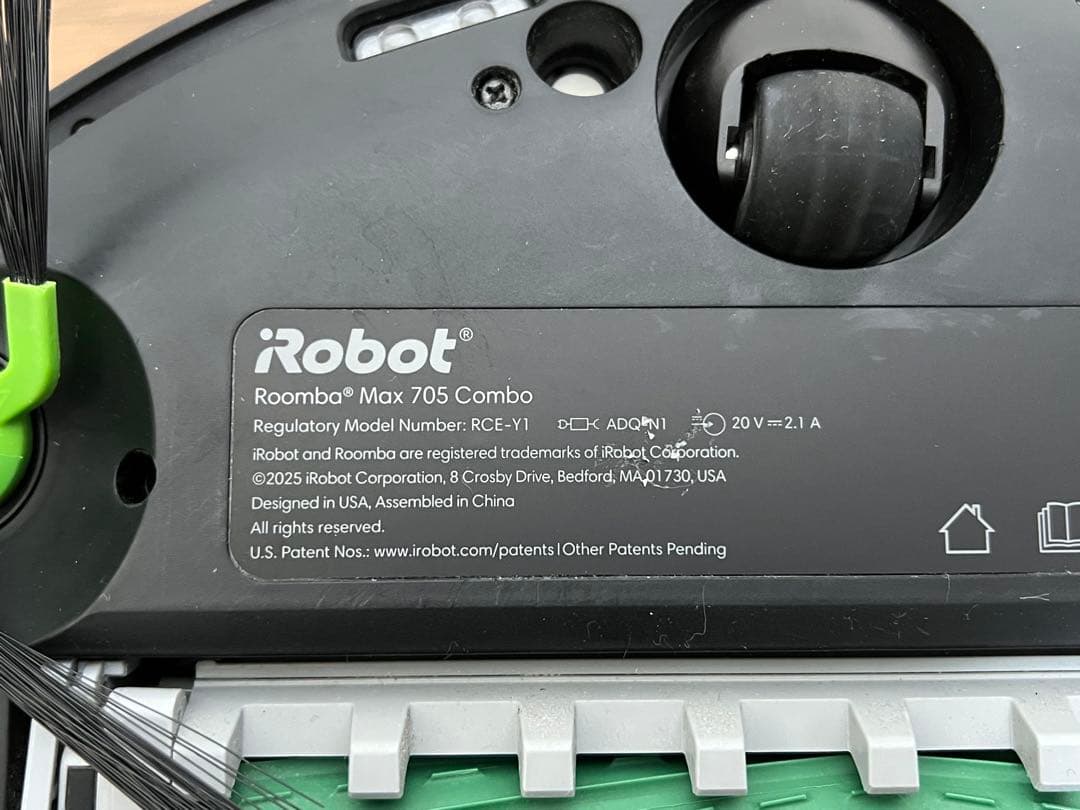 iRobot®
Roomba® Max 705 Combo
Regulatory Model Number: RCE-Y1 20 V ⎓ 2.1 A
iRobot and Roomba are registered trademarks of iRobot Corporation.
©2025 iRobot Corporation, 8 Crosby Drive, Bedford, MA 01730, USA
Designed in USA, Assembled in China
All rights reserved.
U.S. Patent Nos.: www.irobot.com/patents | Other Patents Pending